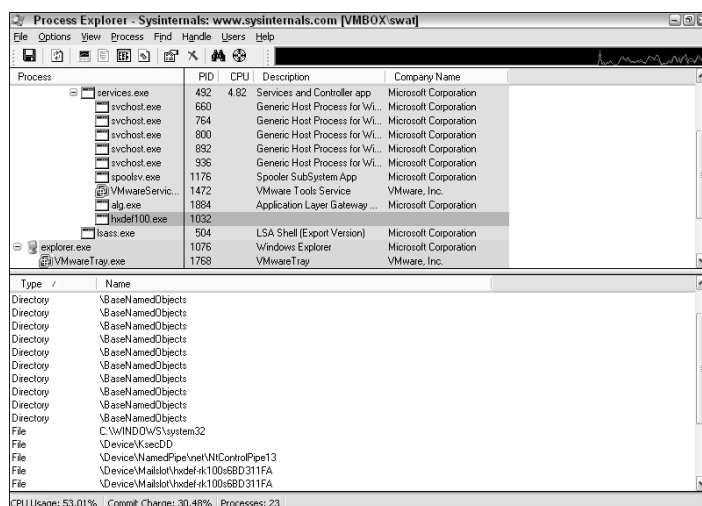 Process Explorer - Sysinternals: www.sysinternals.com [VMBOX\swat]
File Options View Process Find Handle Users Help
Process PID CPU Description Company Name
services.exe 492 4.82 Services and Controller app Microsoft Corporation
svchost.exe 660 Generic Host Process for Wi... Microsoft Corporation
svchost.exe 764 Generic Host Process for Wi... Microsoft Corporation
svchost.exe 800 Generic Host Process for Wi... Microsoft Corporation
svchost.exe 892 Generic Host Process for Wi... Microsoft Corporation
svchost.exe 936 Generic Host Process for Wi... Microsoft Corporation
spoolsv.exe 1176 Spooler SubSystem App Microsoft Corporation
VMwareServic... 1472 VMware Tools Service VMware, Inc.
alg.exe 1884 Application Layer Gateway ... Microsoft Corporation
hxdef100.exe 1032
lsass.exe 504 LSA Shell (Export Version) Microsoft Corporation
explorer.exe 1076 Windows Explorer Microsoft Corporation
VMwareTray.exe 1768 VMwareTray VMware, Inc.
Type Name
Directory \BaseNamedObjects
Directory \BaseNamedObjects
Directory \BaseNamedObjects
Directory \BaseNamedObjects
Directory \BaseNamedObjects
Directory \BaseNamedObjects
Directory \BaseNamedObjects
Directory \BaseNamedObjects
Directory \BaseNamedObjects
Directory \BaseNamedObjects
File C:\WINDOWS\system32
File \Device\KsecDD
File \Device\NamedPipe\net\NtControlPipe13
File \Device\Mailslot\hxdef-rk100s6BD311FA
File \Device\Mailslot\hxdef-rk100s6BD311FA
CPU Usage: 53.01% Commit Charge: 30.48% Processes: 23